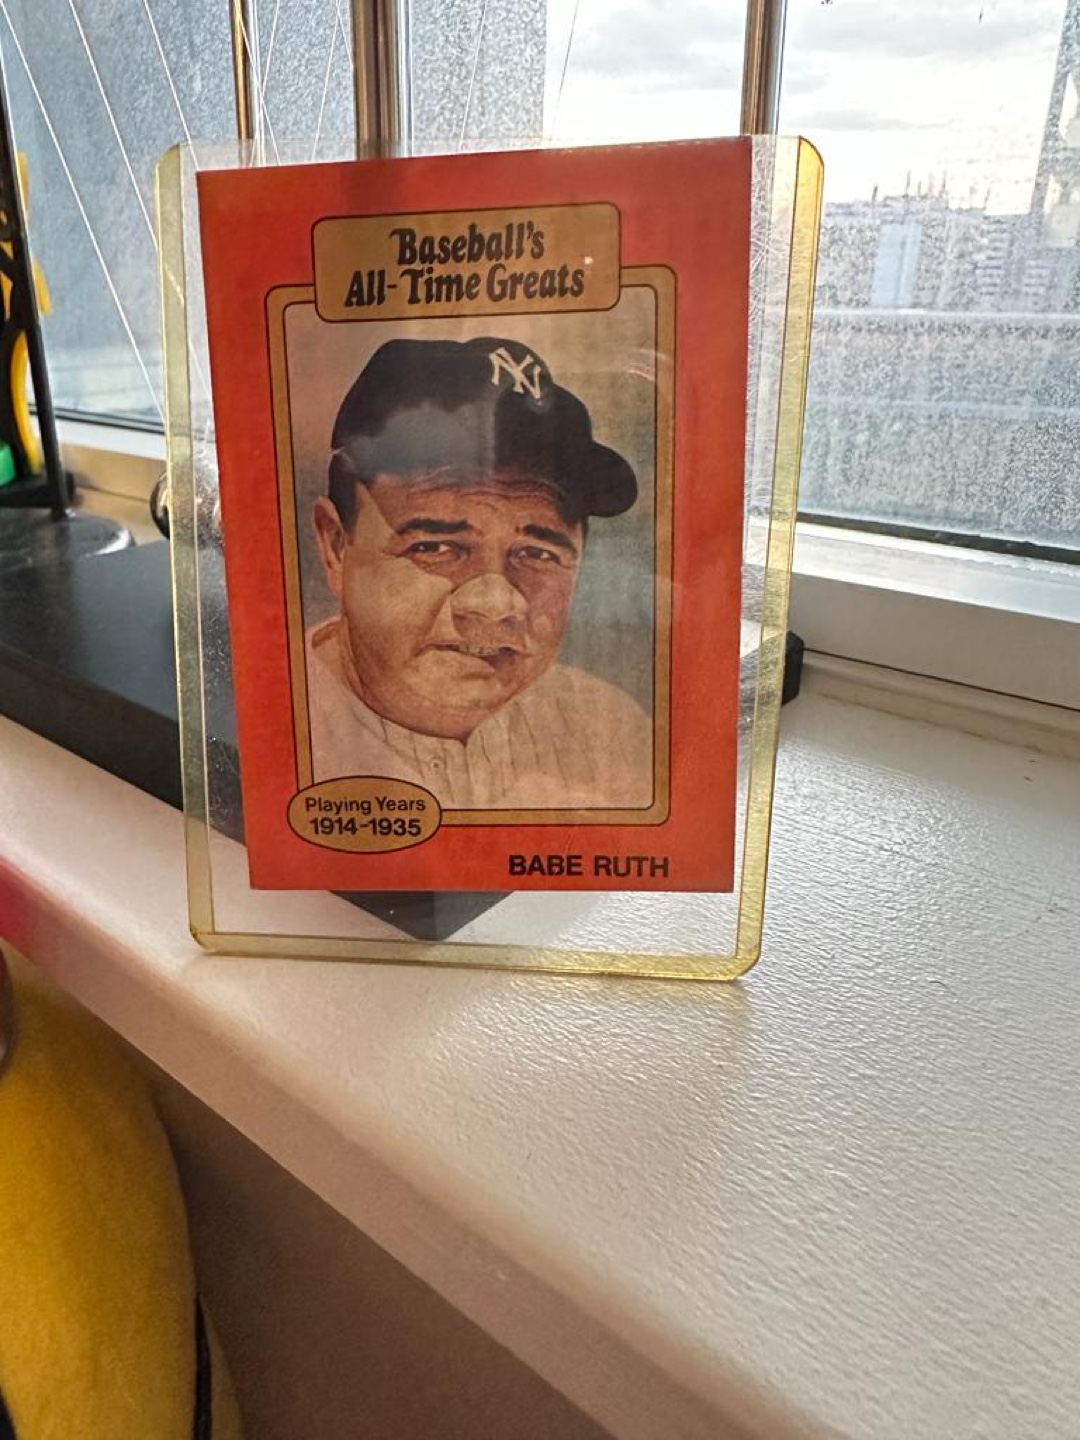 Baseball's
All-Time Greats
NY
Playing Years
1914-1935
BABE RUTH